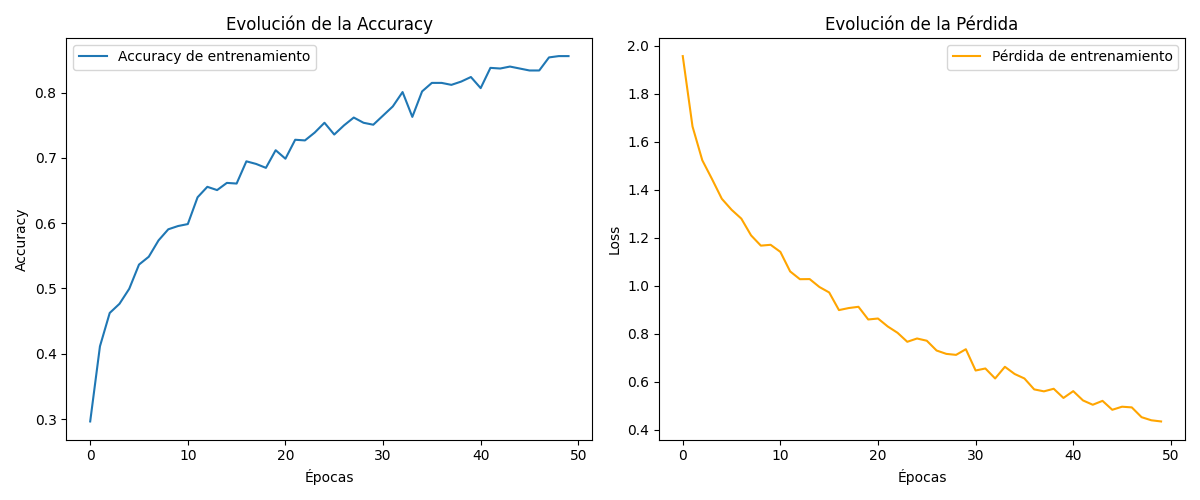 Evolución de la Accuracy
Accuracy de entrenamiento
0.8
0.7
0.6
0.5
0.4
0.3
Accuracy
0 10 20 30 40 50
Épocas
Evolución de la Pérdida
Pérdida de entrenamiento
2.0
1.8
1.6
1.4
1.2
1.0
0.8
0.6
0.4
Loss
0 10 20 30 40 50
Épocas